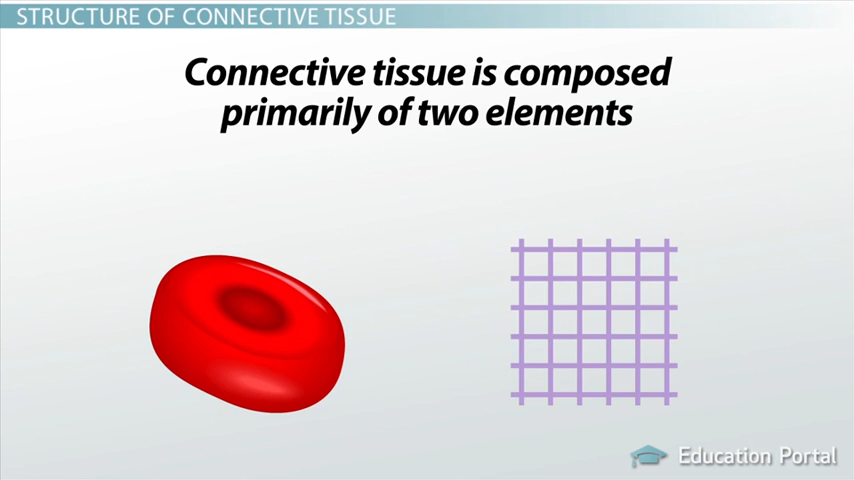 STRUCTURE OF CONNECTIVE TISSUE
Connective tissue is composed
primarily of two elements
Education Portal